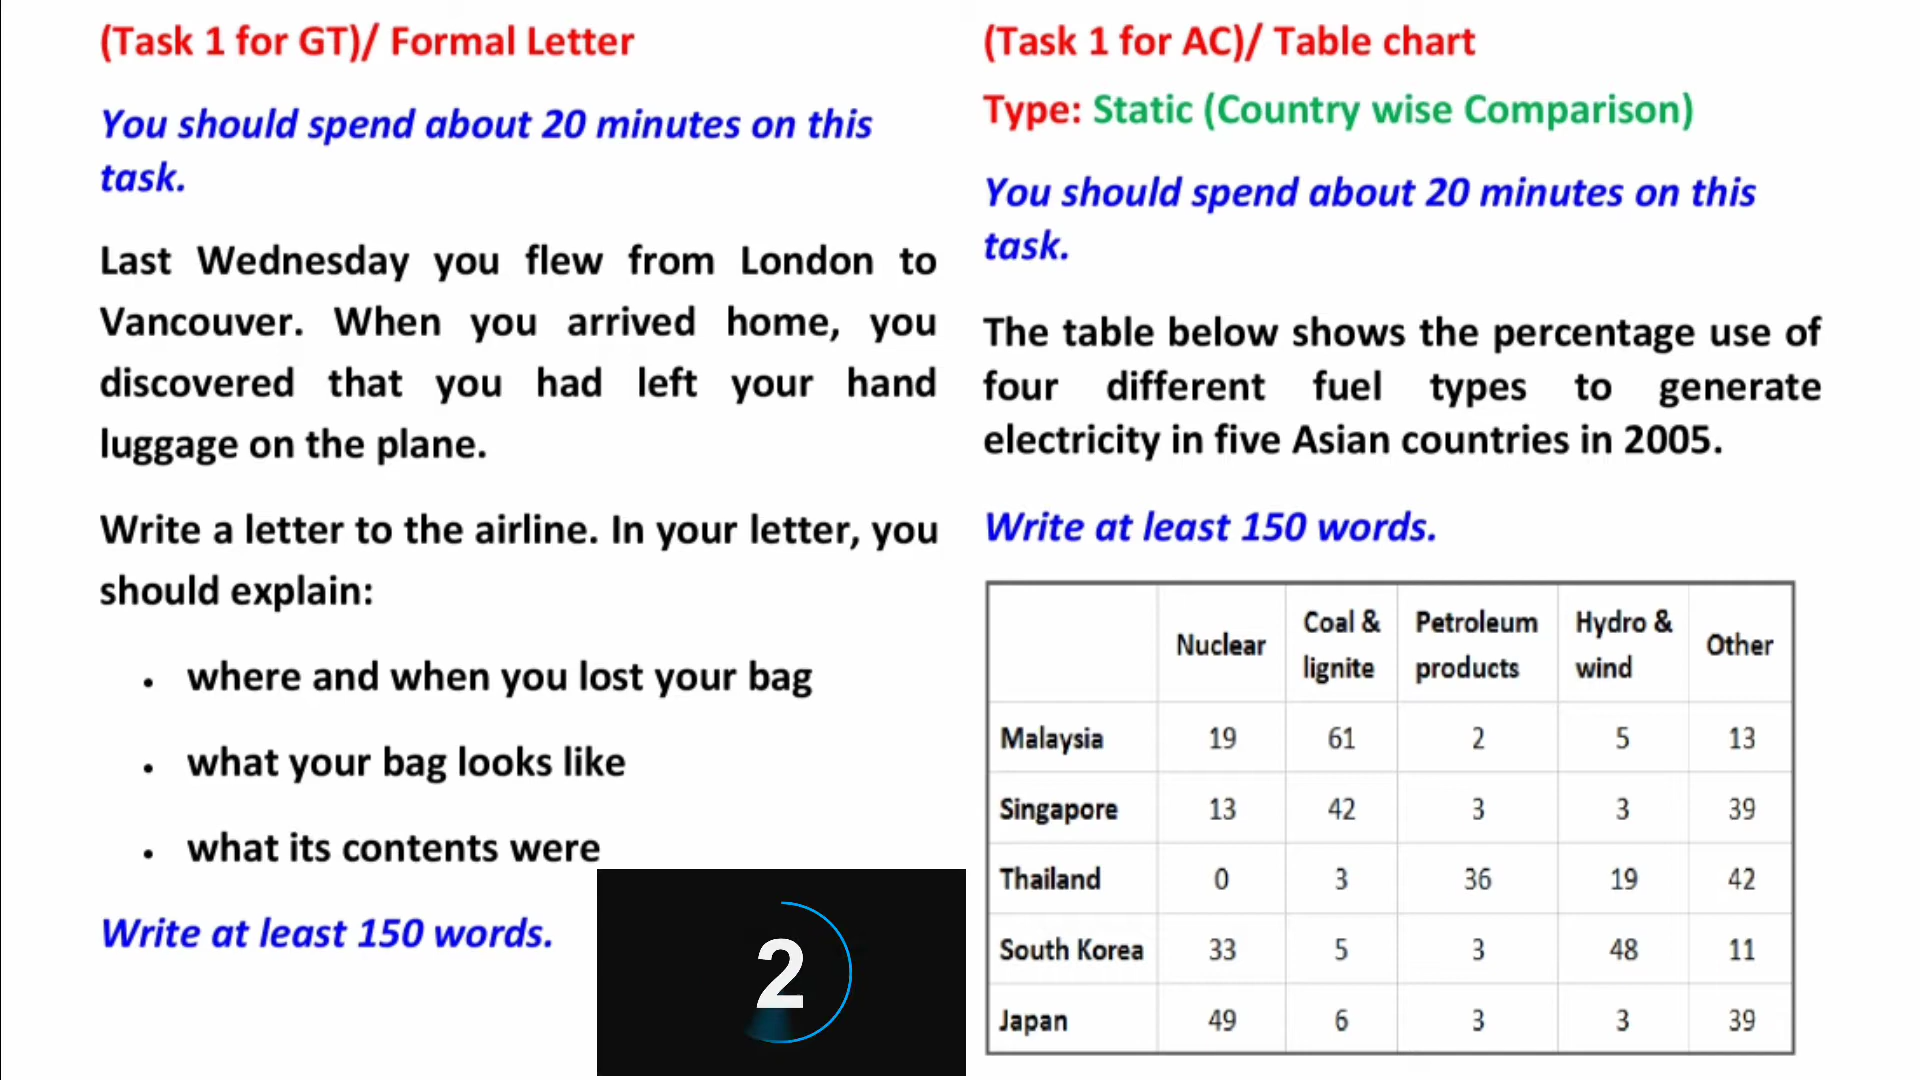 (Task 1 for GT)/ Formal Letter
You should spend about 20 minutes on this
task.
Last Wednesday you flew from London to
Vancouver. When you arrived home, you
discovered that you had left your hand
luggage on the plane.
Write a letter to the airline. In your letter, you
should explain:
• where and when you lost your bag
• what your bag looks like
• what its contents were
Write at least 150 words.
2
(Task 1 for AC)/ Table chart
Type: Static (Country wise Comparison)
You should spend about 20 minutes on this
task.
The table below shows the percentage use of
four different fuel types to generate
electricity in five Asian countries in 2005.
Write at least 150 words.
Nuclear Coal & lignite Petroleum products Hydro & wind Other
Malaysia 19 61 2 5 13
Singapore 13 42 3 3 39
Thailand 0 3 36 19 42
South Korea 33 5 3 48 11
Japan 49 6 3 3 39